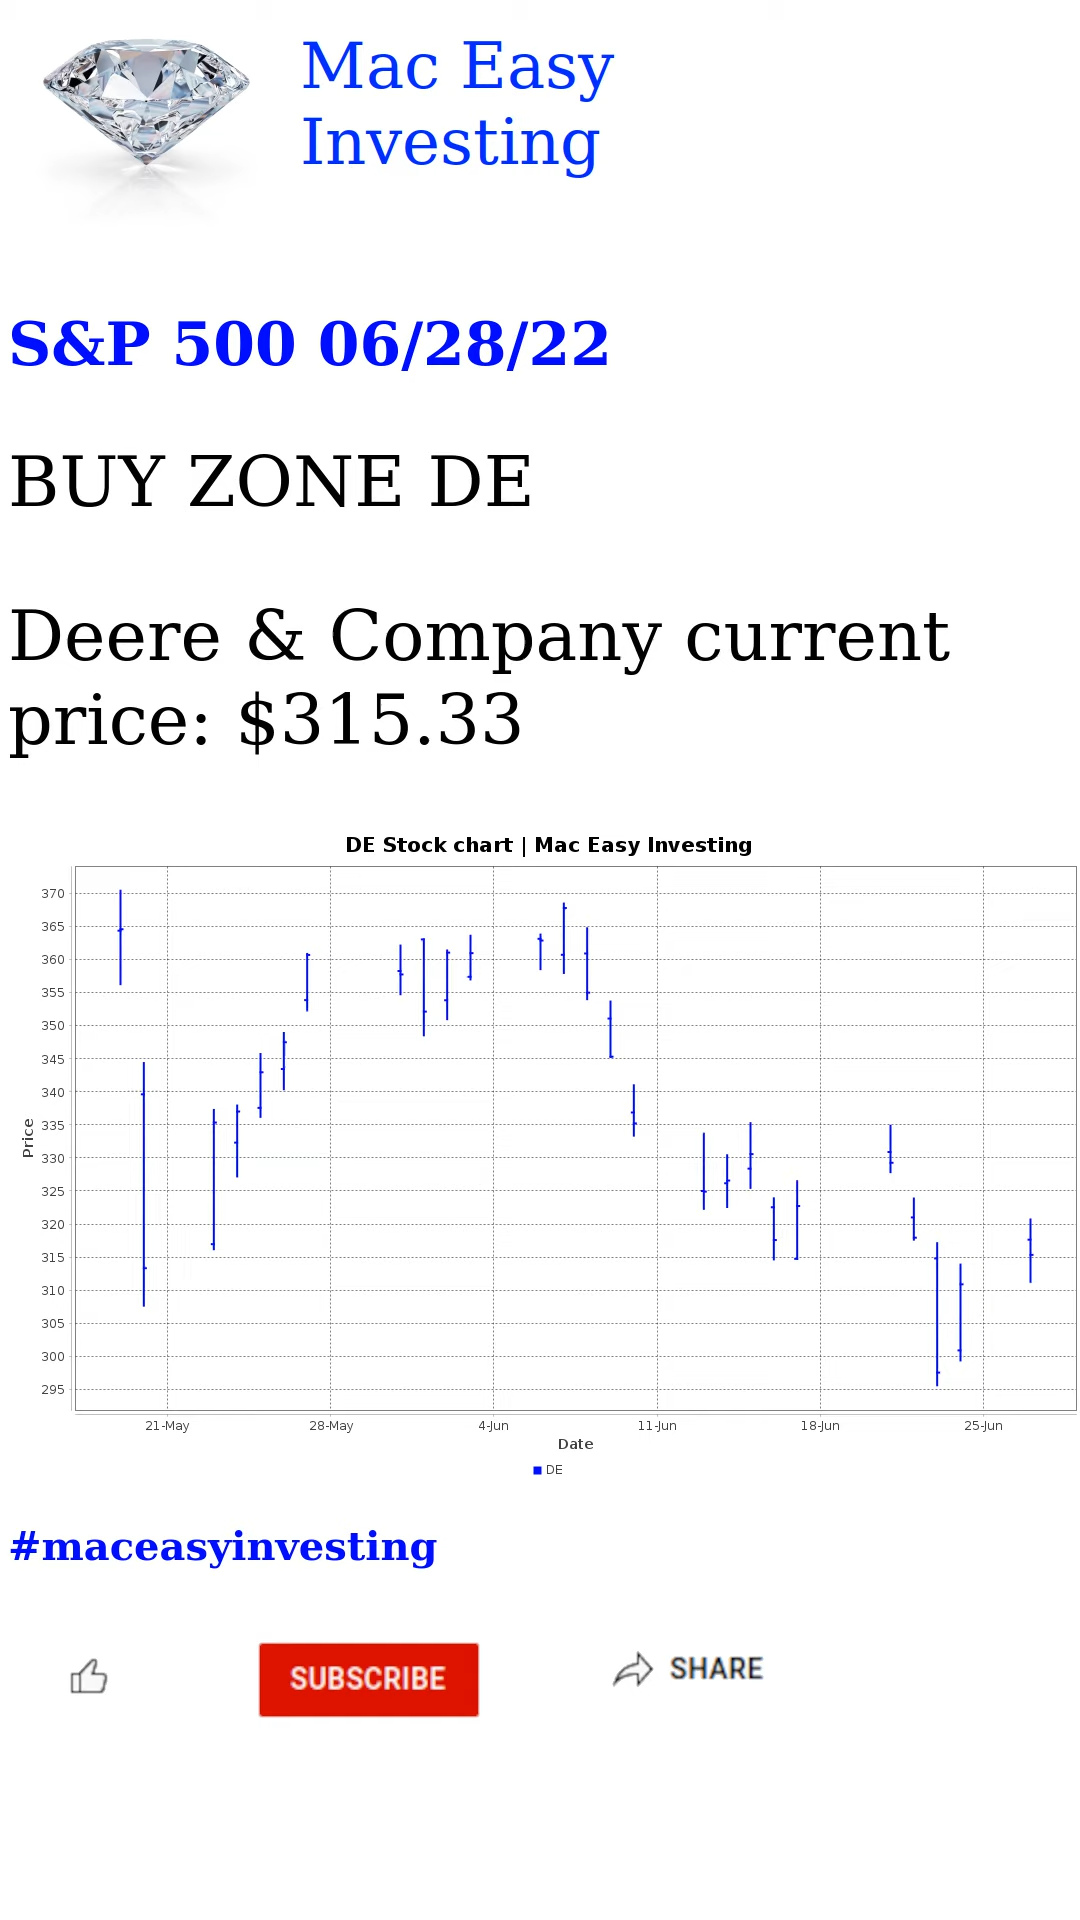 Mac Easy
Investing
S&P 500 06/28/22
BUY ZONE DE
Deere & Company current
price: $315.33
DE Stock chart | Mac Easy Investing
370
365
360
355
350
345
340
335
330
325
320
315
310
305
300
295
Price
21-May 28-May 4-Jun 11-Jun 18-Jun 25-Jun
Date
DE
#maceasyinvesting
SUBSCRIBE SHARE